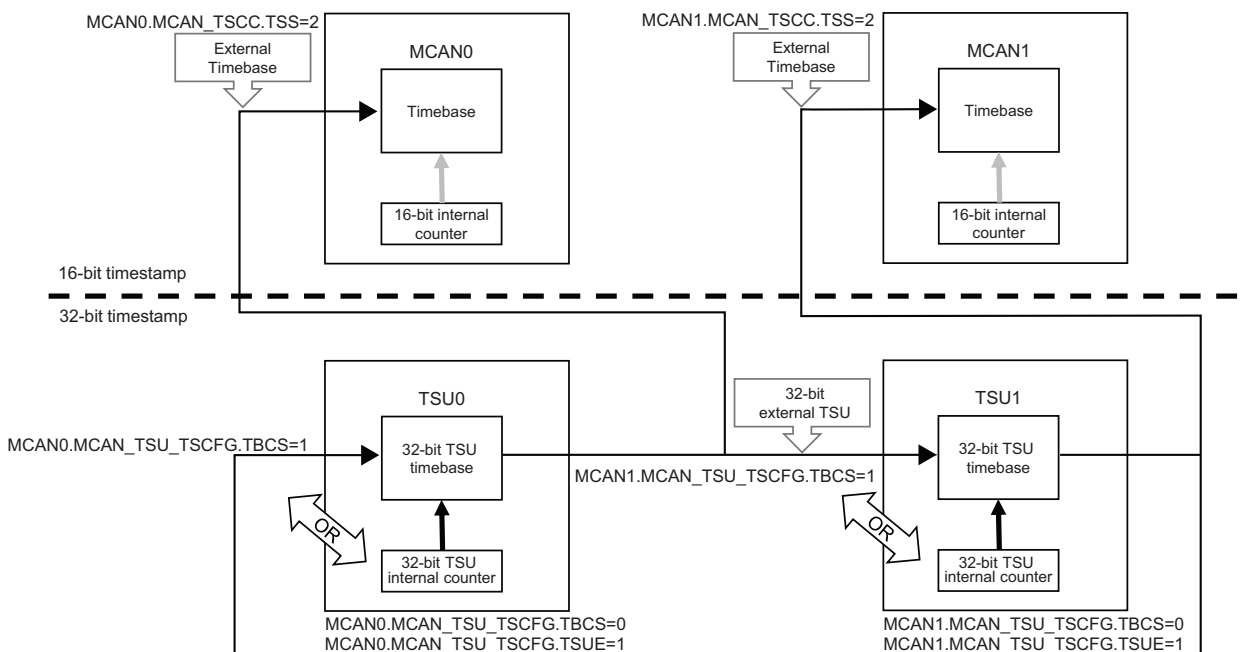 MCAN0.MCAN_TSCC.TSS=2
External
Timebase
MCAN0
Timebase
16-bit internal
counter
MCAN1.MCAN_TSCC.TSS=2
External
Timebase
MCAN1
Timebase
16-bit internal
counter
16-bit timestamp
32-bit timestamp
TSU0
MCAN0.MCAN_TSU_TSCFG.TBCS=1
32-bit TSU
timebase
OR
32-bit TSU
internal counter
MCAN0.MCAN_TSU_TSCFG.TBCS=0
MCAN0.MCAN_TSU_TSCFG.TSUE=1
32-bit
external TSU
MCAN1.MCAN_TSU_TSCFG.TBCS=1
TSU1
32-bit TSU
timebase
OR
32-bit TSU
internal counter
MCAN1.MCAN_TSU_TSCFG.TBCS=0
MCAN1.MCAN_TSU_TSCFG.TSUE=1